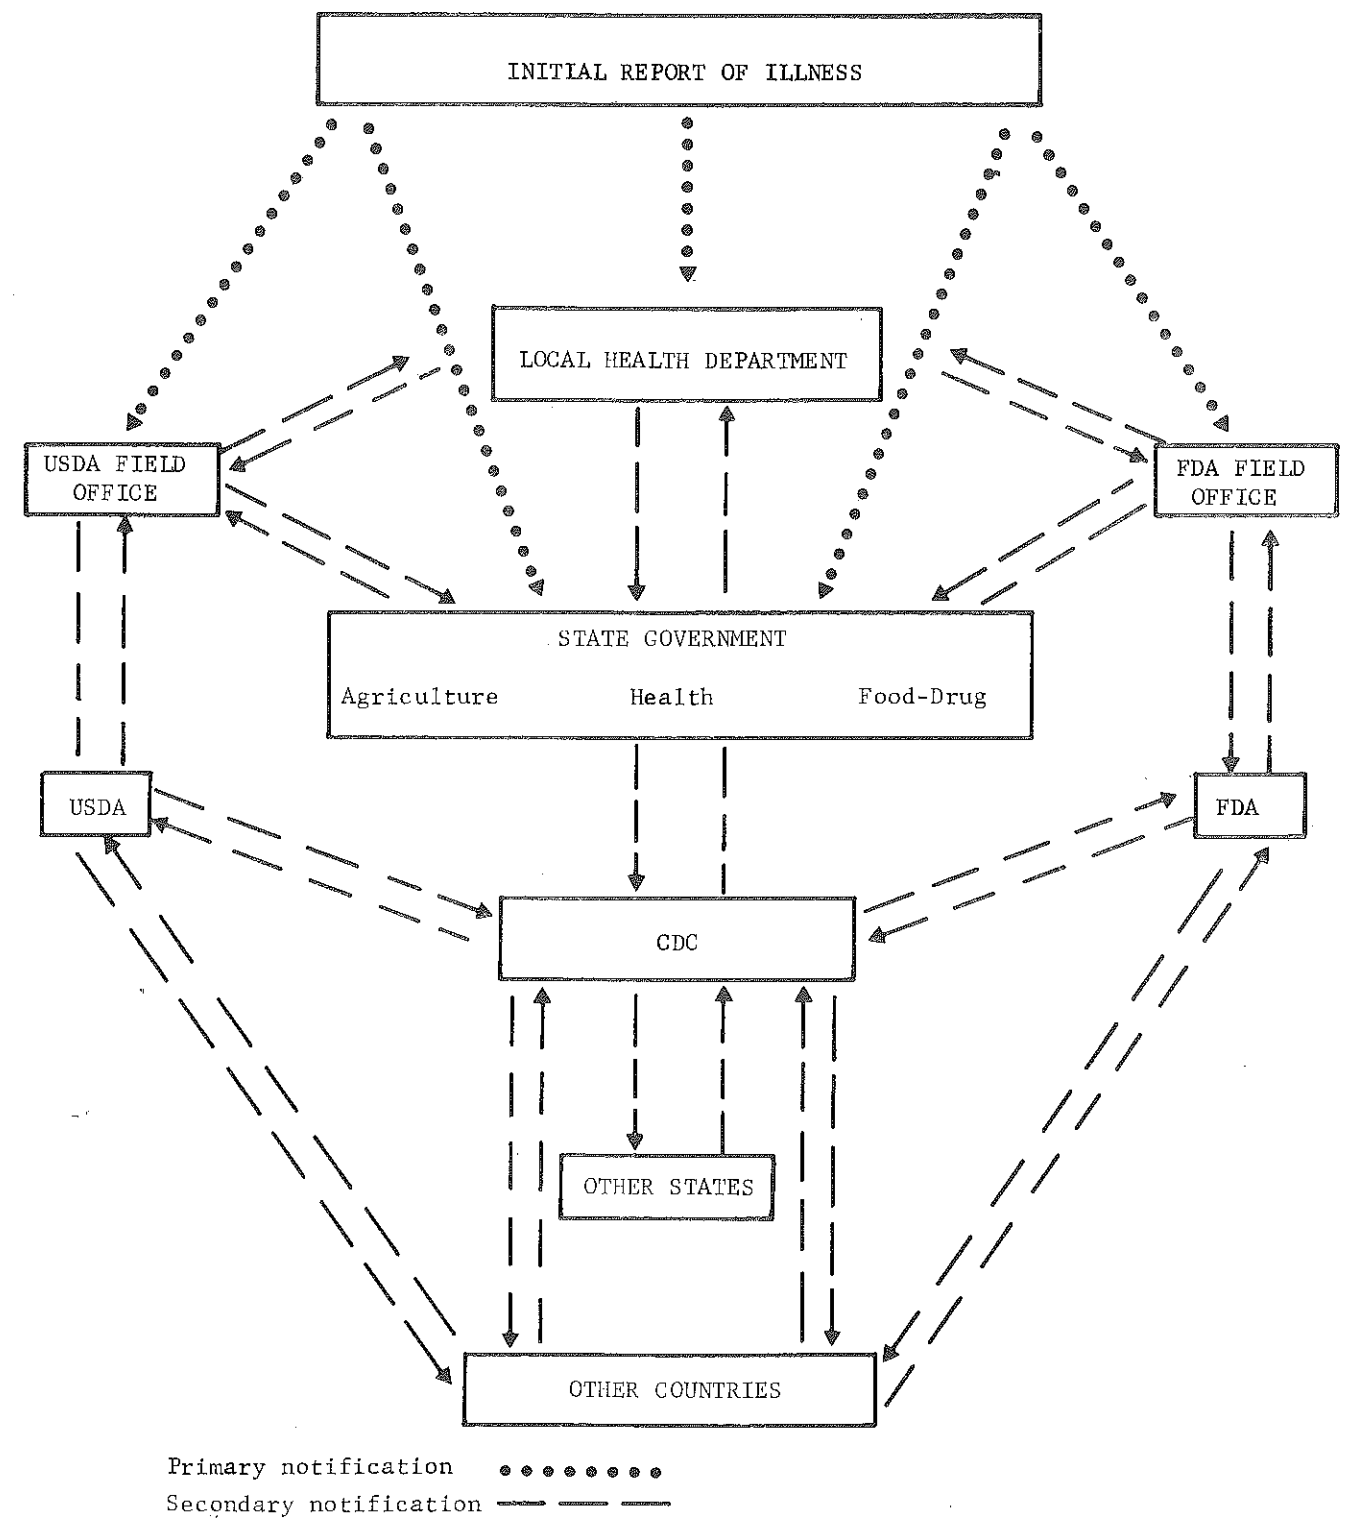 INITIAL REPORT OF ILLNESS
LOCAL HEALTH DEPARTMENT
USDA FIELD
OFFICE
FDA FIELD
OFFICE
STATE GOVERNMENT
Agriculture Health Food-Drug
USDA
FDA
CDC
OTHER STATES
OTHER COUNTRIES
Primary notification
Secondary notification